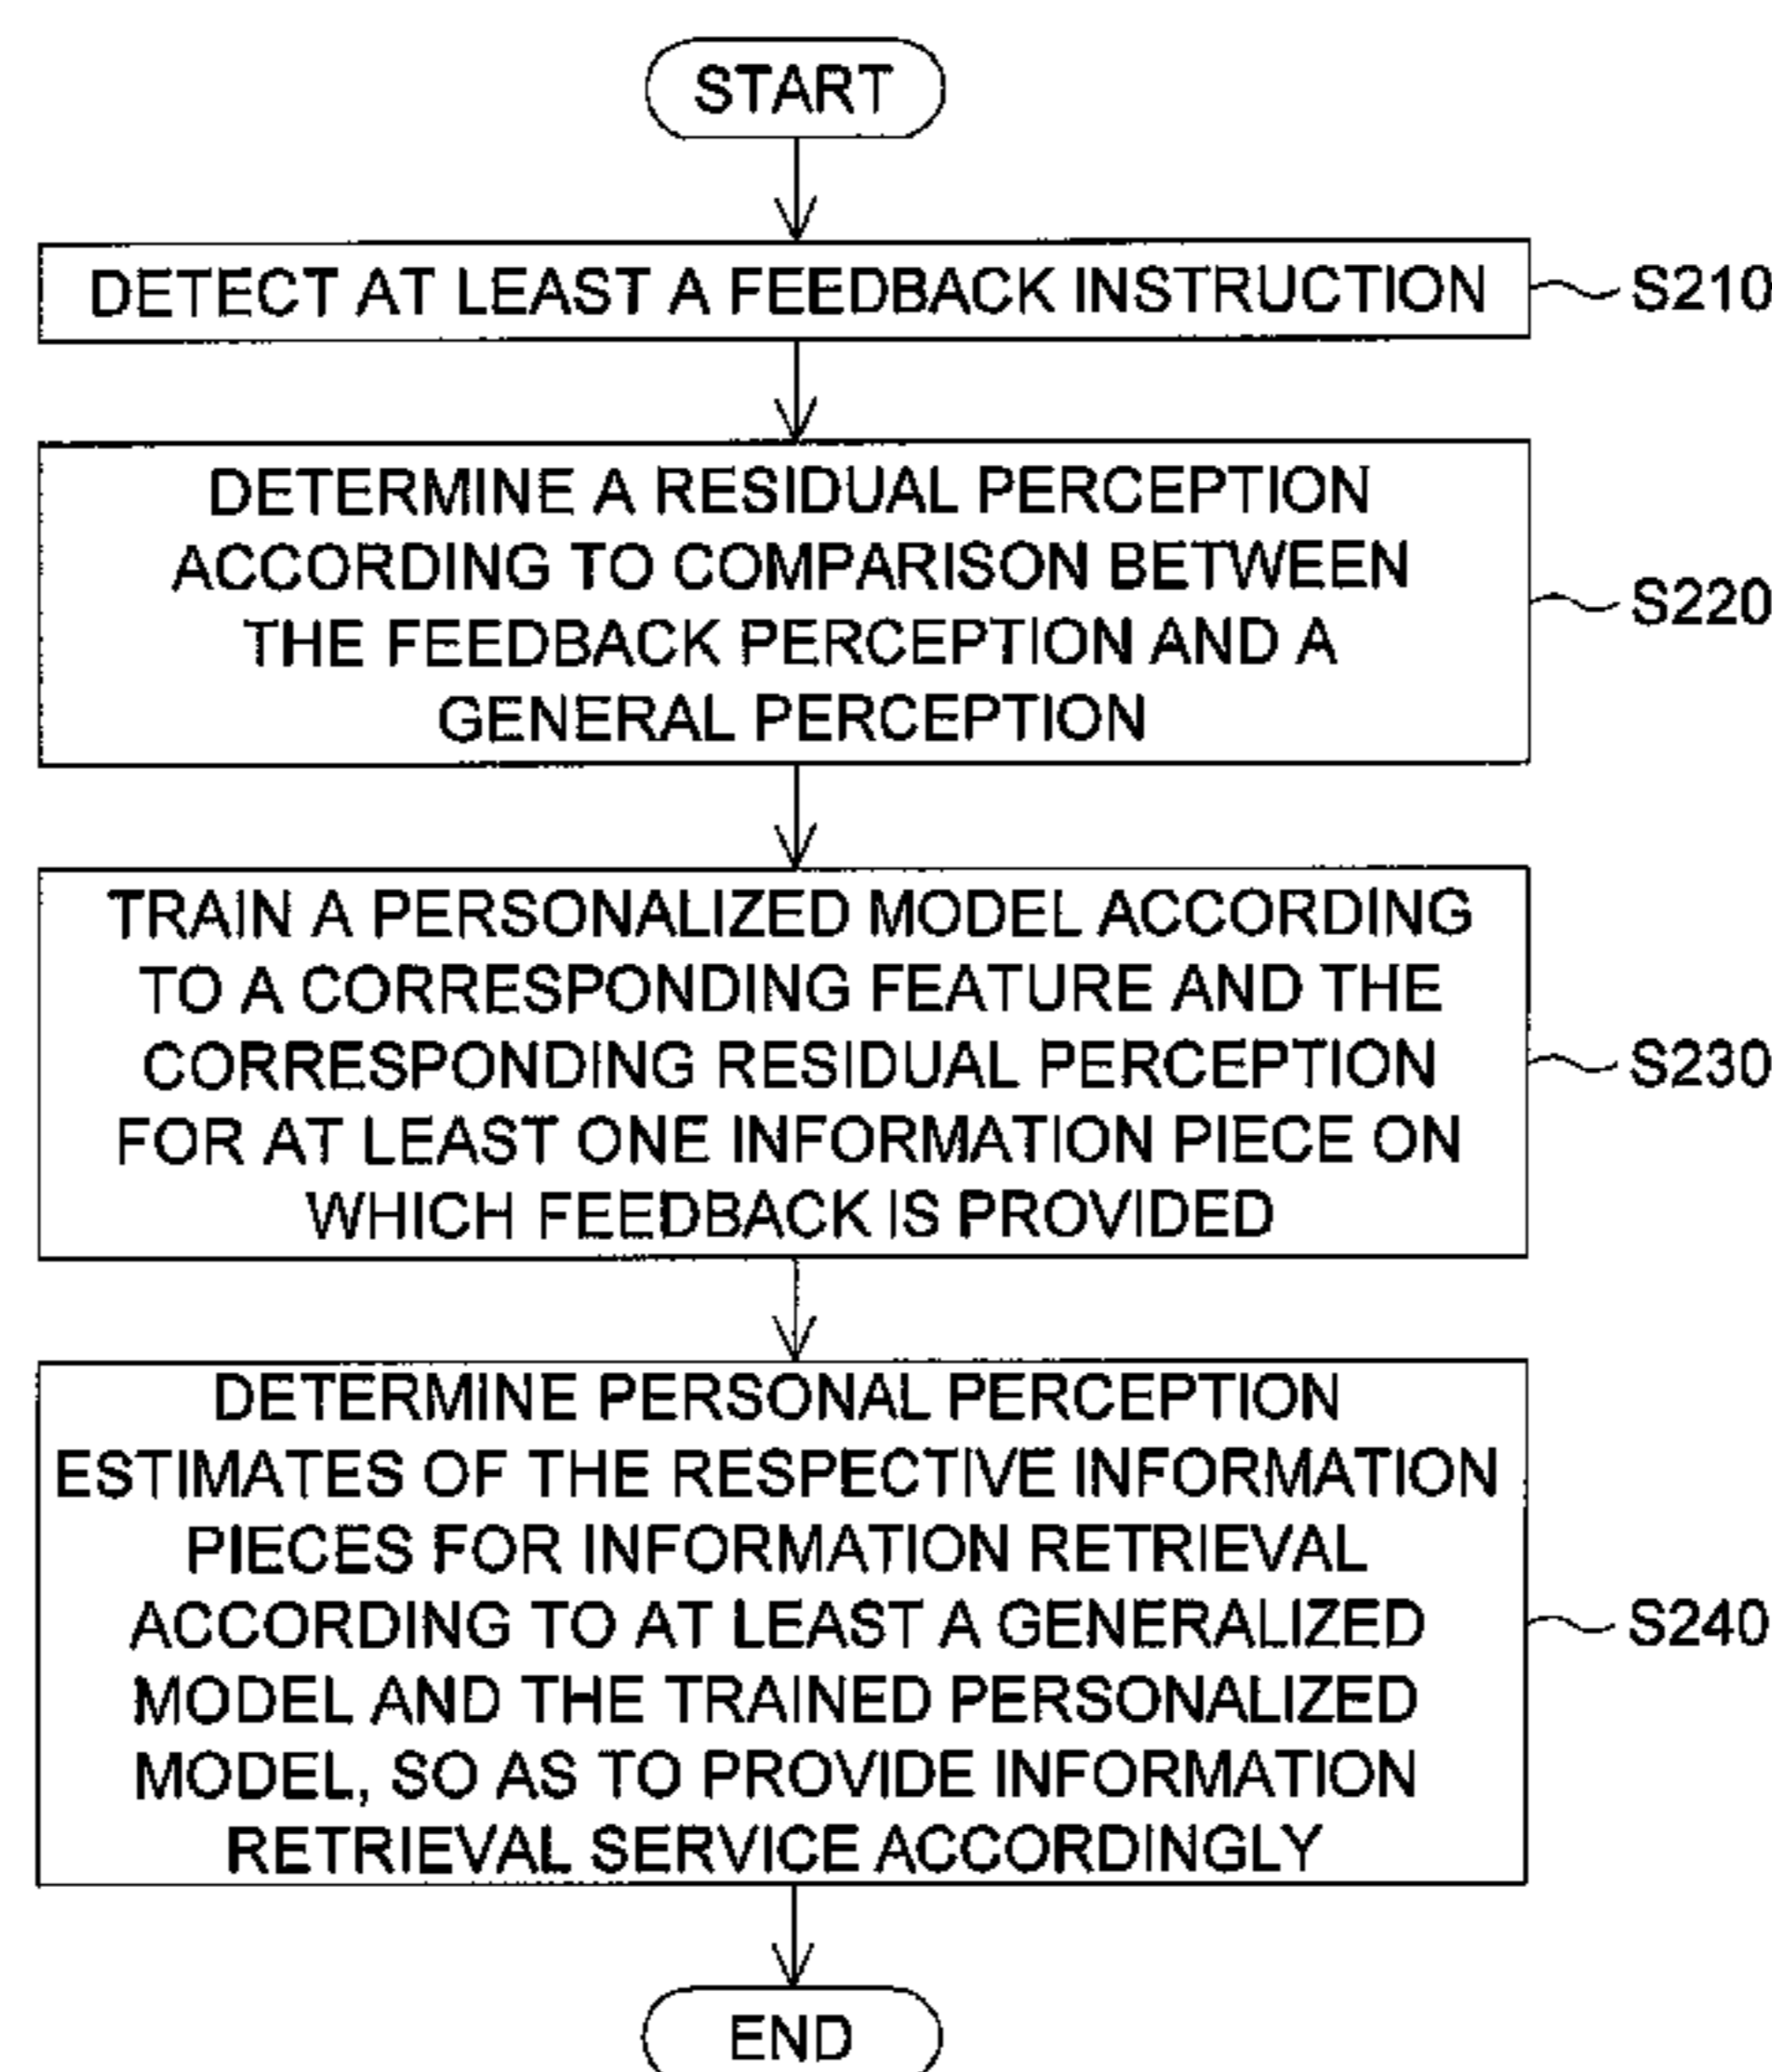 START
DETECT AT LEAST A FEEDBACK INSTRUCTION
S210
DETERMINE A RESIDUAL PERCEPTION
ACCORDING TO COMPARISON BETWEEN
THE FEEDBACK PERCEPTION AND A
GENERAL PERCEPTION
S220
TRAIN A PERSONALIZED MODEL ACCORDING
TO A CORRESPONDING FEATURE AND THE
CORRESPONDING RESIDUAL PERCEPTION
FOR AT LEAST ONE INFORMATION PIECE ON
WHICH FEEDBACK IS PROVIDED
S230
DETERMINE PERSONAL PERCEPTION
ESTIMATES OF THE RESPECTIVE INFORMATION
PIECES FOR INFORMATION RETRIEVAL
ACCORDING TO AT LEAST A GENERALIZED
MODEL AND THE TRAINED PERSONALIZED
MODEL, SO AS TO PROVIDE INFORMATION
RETRIEVAL SERVICE ACCORDINGLY
S240
END